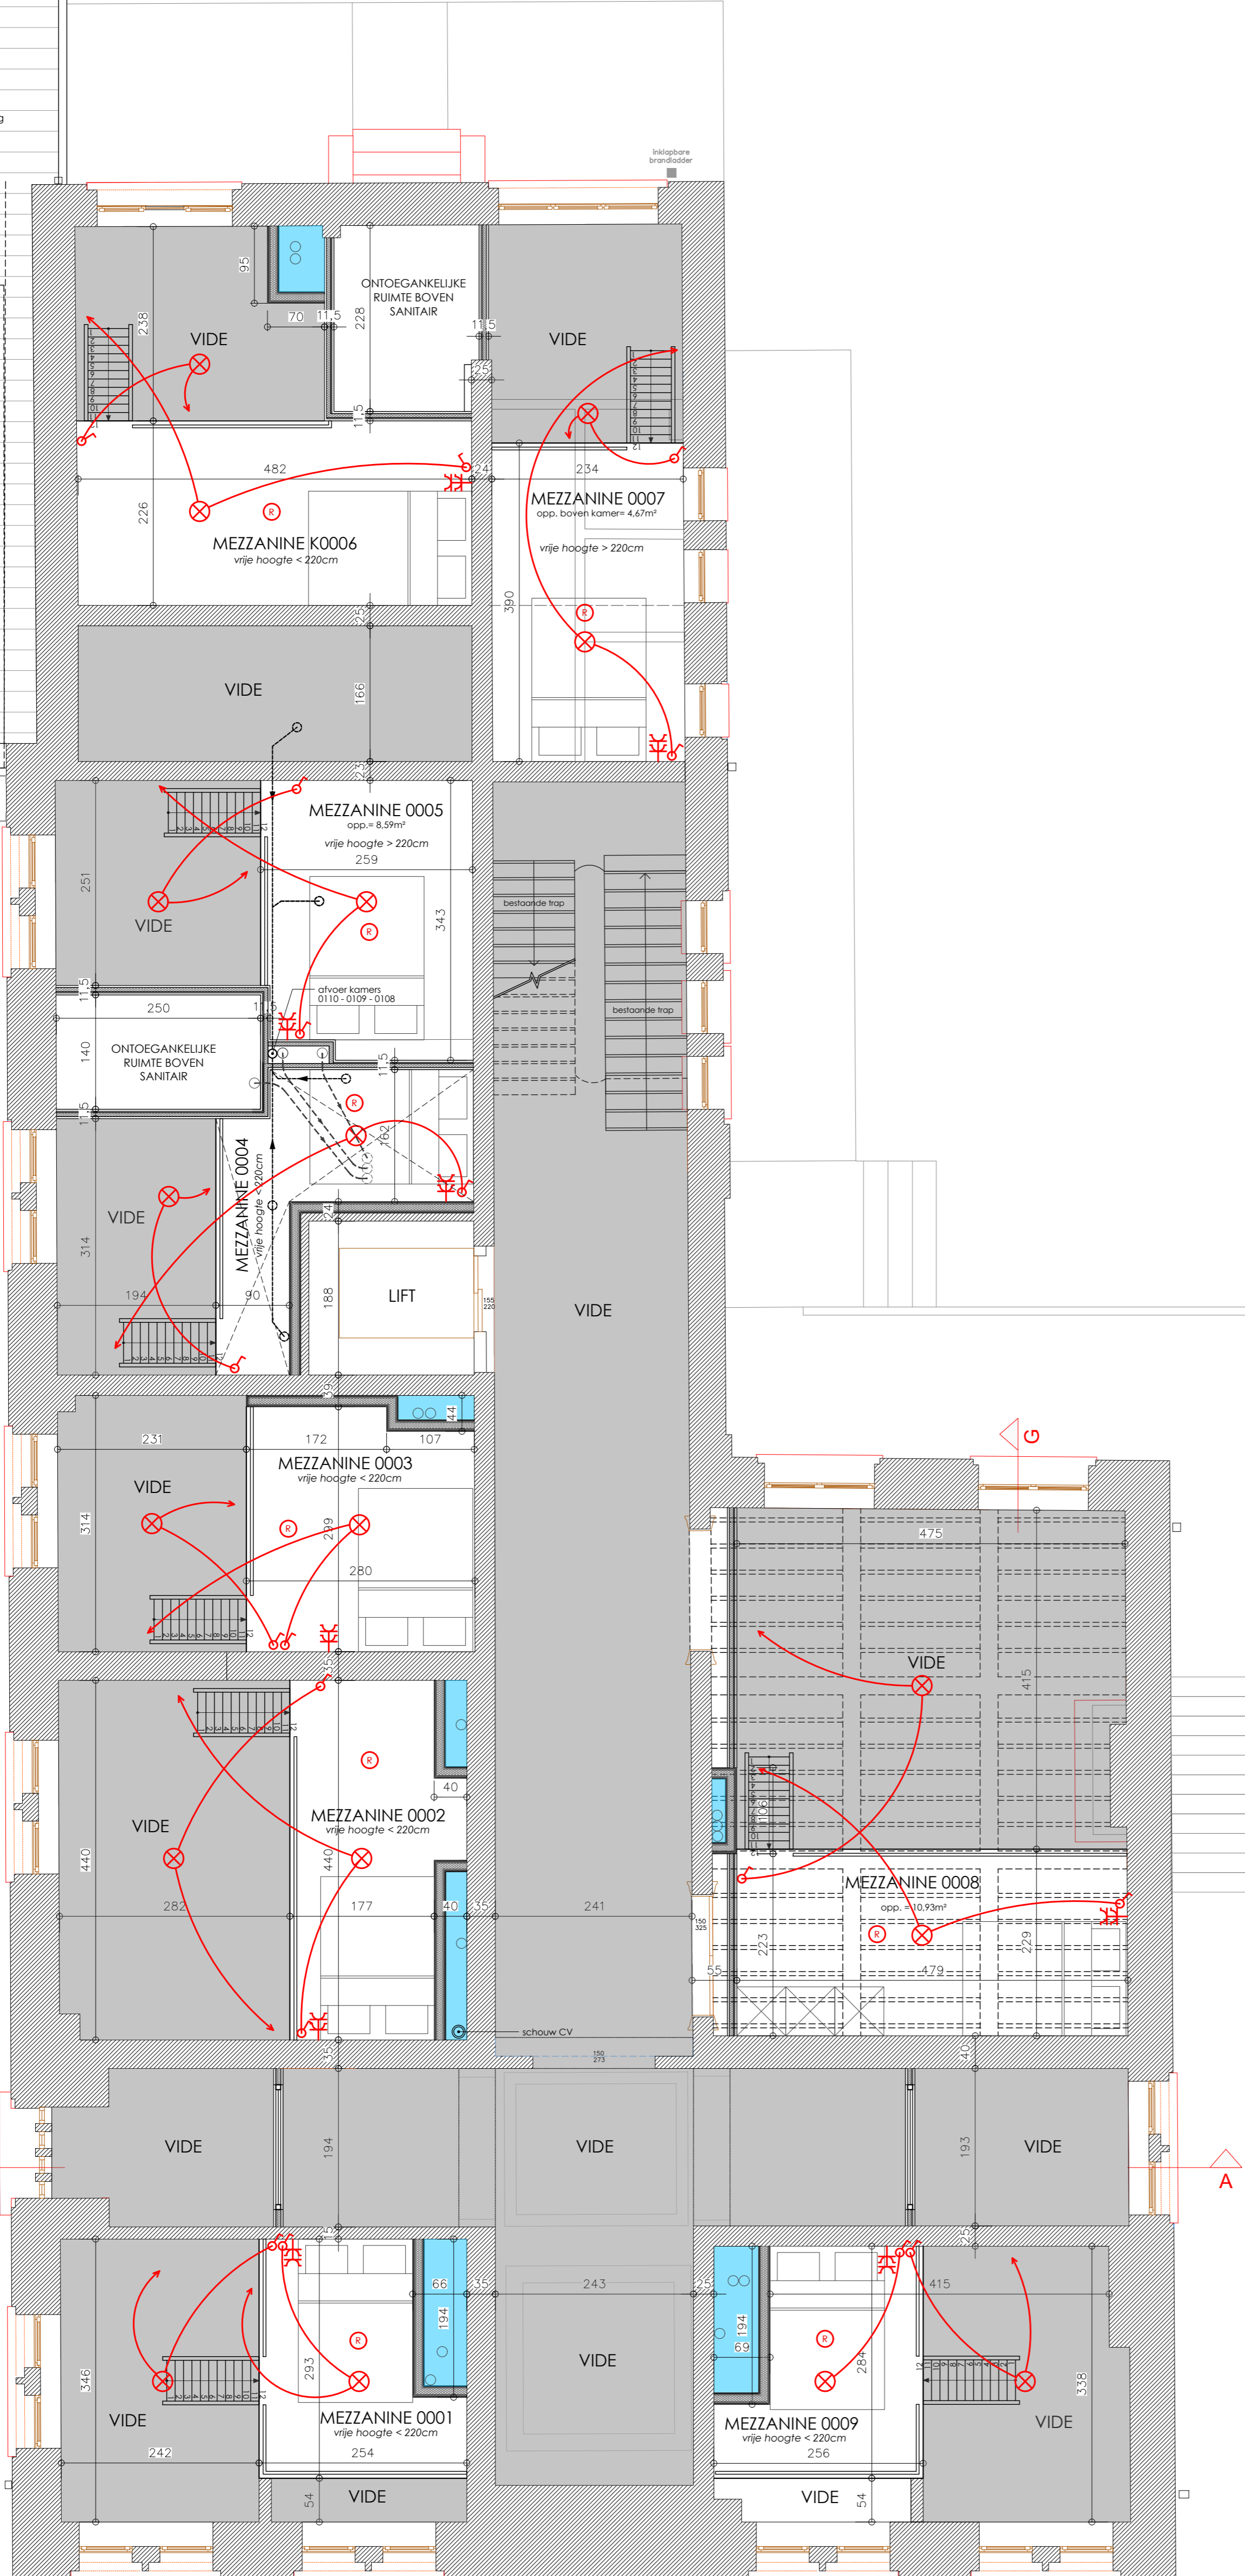 g
inklapbare
brandladder
95
238
70
11,5
228
ONTOEGANKELIJKE
RUIMTE BOVEN
SANITAIR
VIDE
11,5
VIDE
25
11,5
482
24
234
226
MEZZANINE K0006
vrije hoogte < 220cm
R
MEZZANINE 0007
opp. boven kamer= 4,67m²
vrije hoogte > 220cm
390
R
25
VIDE
166
23
MEZZANINE 0005
opp.= 8,59m²
vrije hoogte > 220cm
259
251
VIDE
343
R
bestaande trap
bestaande trap
afvoer kamers
0110 - 0109 - 0108
11,5
250
11,5
140
ONTOEGANKELIJKE
RUIMTE BOVEN
SANITAIR
11,5
11,5
R
162
MEZZANINE 0004
vrije hoogte < 220cm
VIDE
314
194
90
24
188
LIFT
155
220
VIDE
39
44
231
172
107
MEZZANINE 0003
vrije hoogte < 220cm
VIDE
314
R
299
280
35
G
475
VIDE
415
R
40
MEZZANINE 0002
vrije hoogte < 220cm
VIDE
440
440
282
177
40
35
241
106
MEZZANINE 0008
opp. = 10,93m²
R
150
325
223
229
55
479
schouw CV
35
150
273
40
VIDE
194
VIDE
193
VIDE
A
15
25
66
35
243
25
415
194
194
69
R
R
346
293
VIDE
284
338
VIDE
MEZZANINE 0001
vrije hoogte < 220cm
MEZZANINE 0009
vrije hoogte < 220cm
VIDE
242
254
256
54
VIDE
VIDE
54